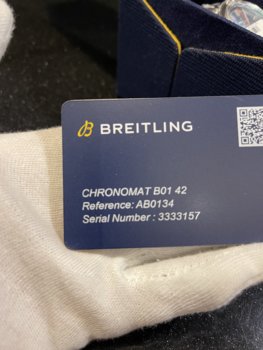 BREITLING
CHRONOMAT B01 42
Reference: AB0134
Serial Number : 3333157